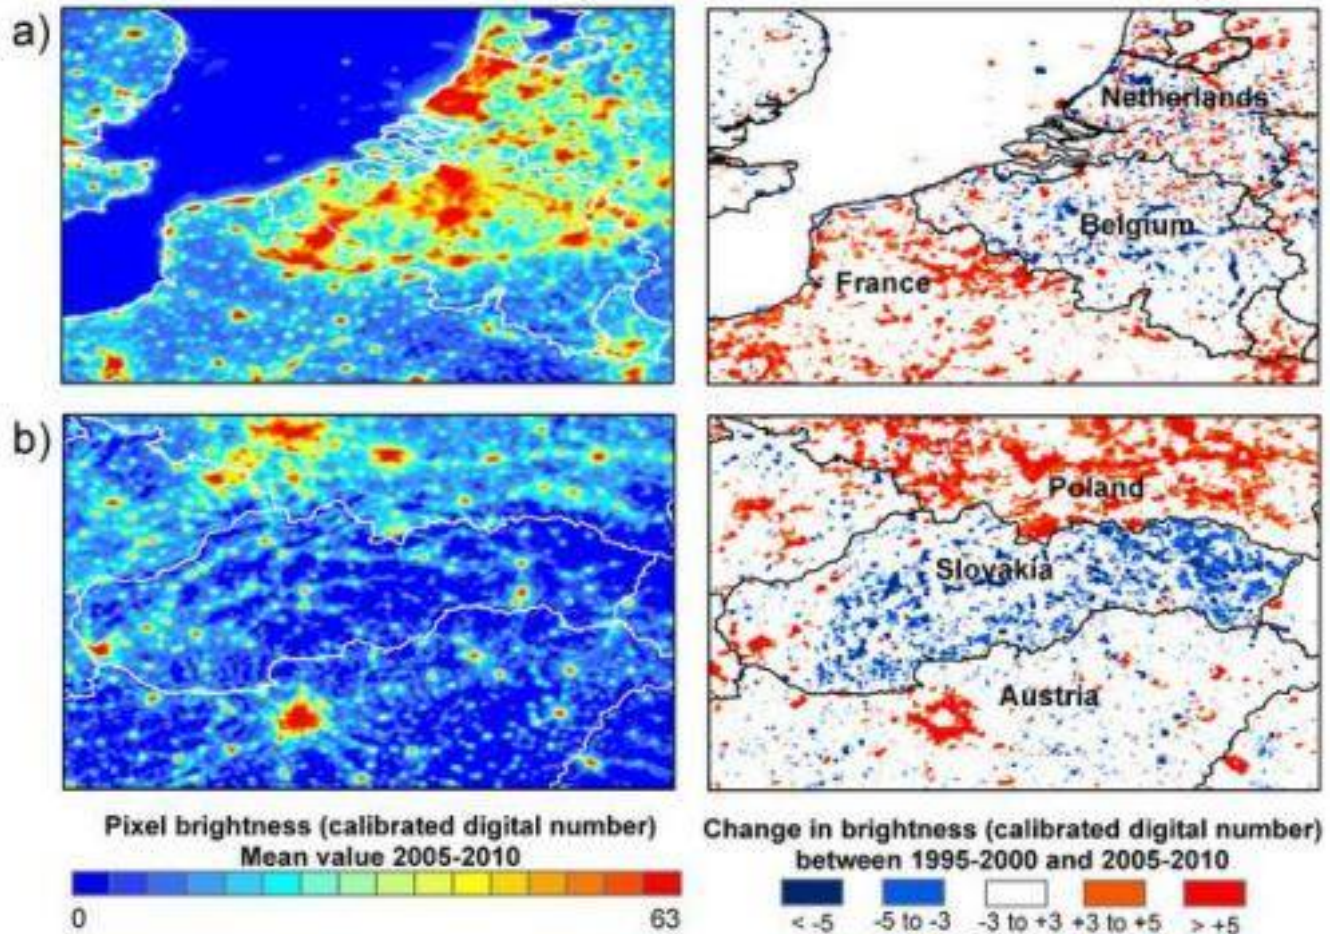 a)
Netherlands
Belgium
France
b)
Poland
Slovakia
Austria
Pixel brightness (calibrated digital number)
Mean value 2005-2010
0 63
Change in brightness (calibrated digital number)
between 1995-2000 and 2005-2010
< -5 -5 to -3 -3 to +3 +3 to +5 > +5